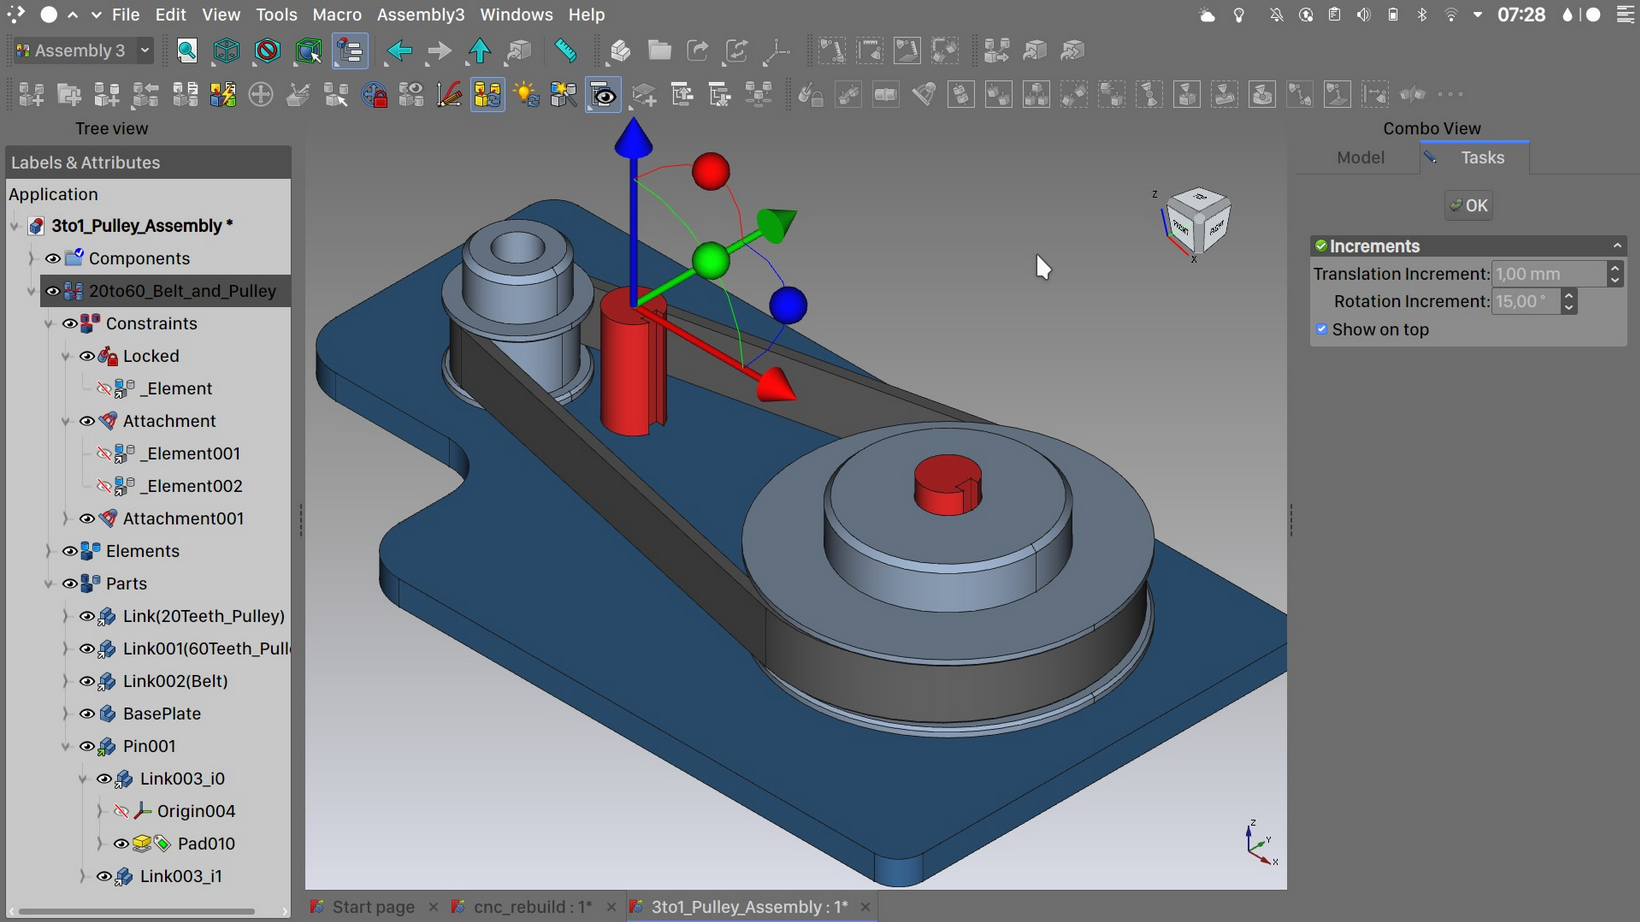 File Edit View Tools Macro Assembly3 Windows Help
07:28
Assembly 3
Tree view
Labels & Attributes
Application
3to1_Pulley_Assembly *
Components
20to60_Belt_and_Pulley
Constraints
Locked
_Element
Attachment
_Element001
_Element002
Attachment001
Elements
Parts
Link(20Teeth_Pulley)
Link001(60Teeth_Pull
Link002(Belt)
BasePlate
Pin001
Link003_i0
Origin004
Pad010
Link003_i1
Z
TOP
FRONT
RIGHT
X
Z
Y
X
Combo View
Model Tasks
OK
Increments
Translation Increment: 1,00 mm
Rotation Increment: 15,00 °
Show on top
Start page
cnc_rebuild : 1*
3to1_Pulley_Assembly : 1*